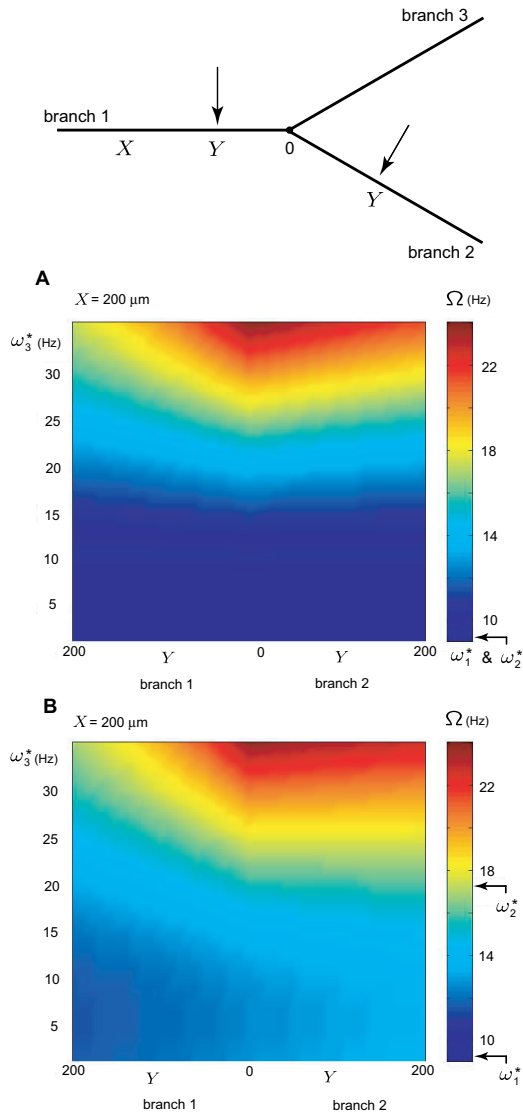 branch 3
branch 1
X
Y
0
Y
branch 2
A
X = 200 μm
Ω (Hz)
ω₃* (Hz)
30
25
20
15
10
5
22
18
14
10
200
Y
0
Y
200
ω₁* & ω₂*
branch 1
branch 2
B
X = 200 μm
Ω (Hz)
ω₃* (Hz)
30
25
20
15
10
5
22
18
ω₂*
14
10
200
Y
0
Y
200
ω₁*
branch 1
branch 2